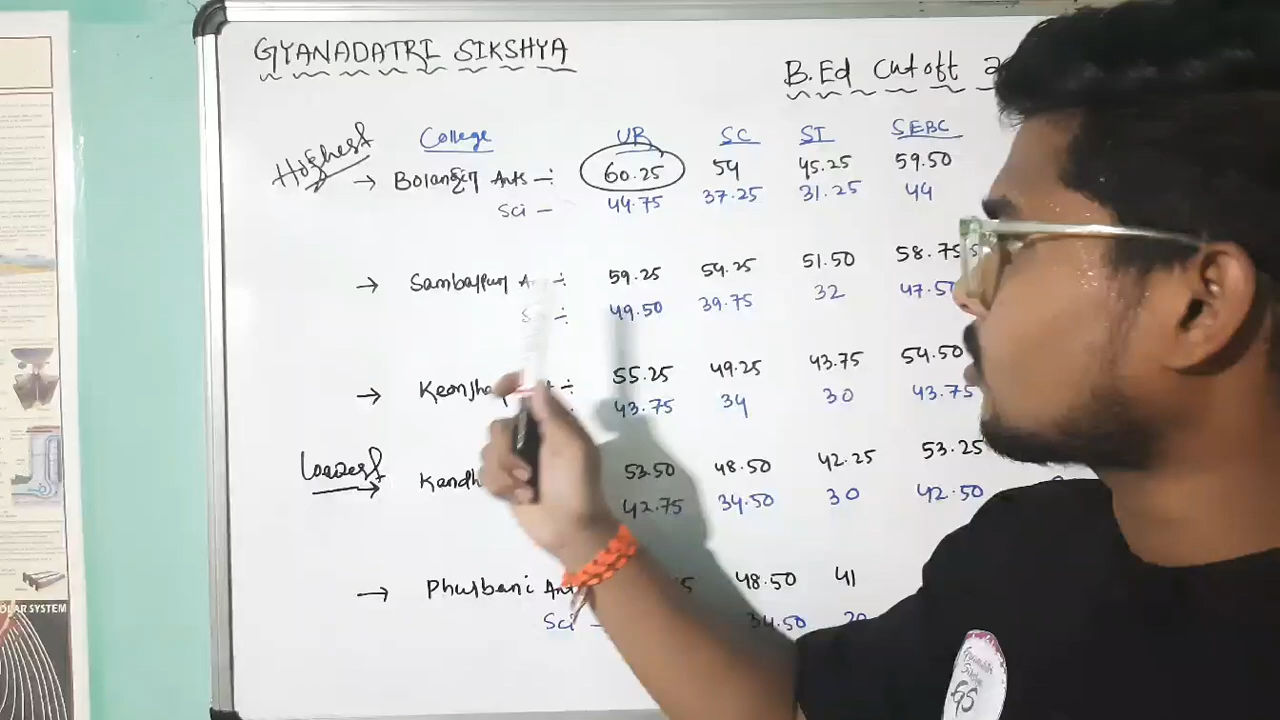 GYANADATRI SIKSHYA
B.Ed Cutoff
Highest
College UR SC ST SEBC
→ Bolangir Arts -: 60.25 54 45.25 59.50
Sci - 44.75 37.25 31.25 44
→ Sambalpur 59.25 54.25 51.50 58.75
49.50 39.75 32 47.50
→ 55.25 49.25 43.75 54.50
43.75 34 30 43.75
Lowest
→ 53.50 48.50 42.25 53.25
42.75 34.50 30 42.50
→ Phulbani 48.50 41
Sci - 34.50
OLAR SYSTEM
GS